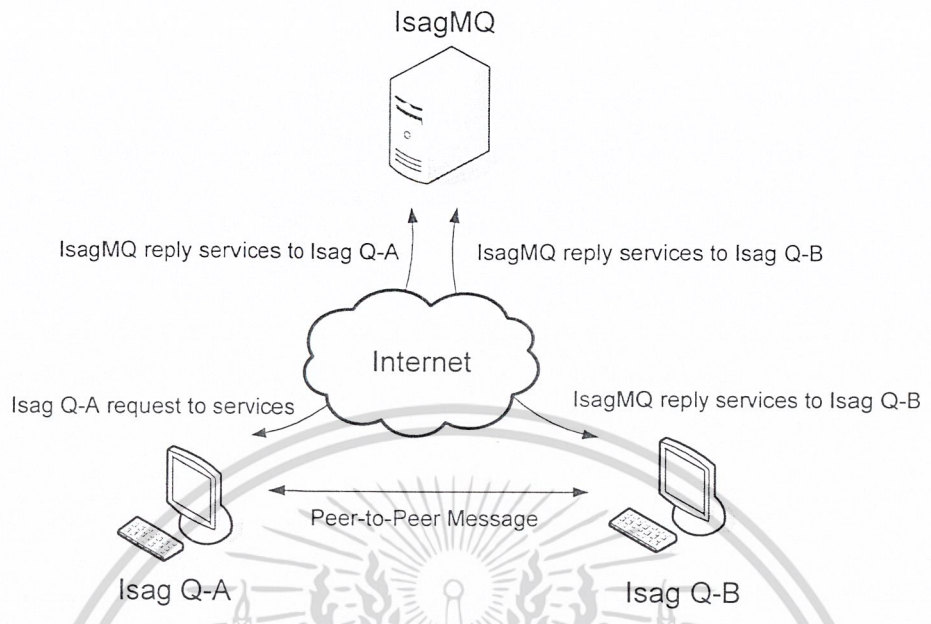 IsagMQ
IsagMQ reply services to Isag Q-A
IsagMQ reply services to Isag Q-B
Internet
Isag Q-A request to services
IsagMQ reply services to Isag Q-B
Peer-to-Peer Message
Isag Q-A
Isag Q-B